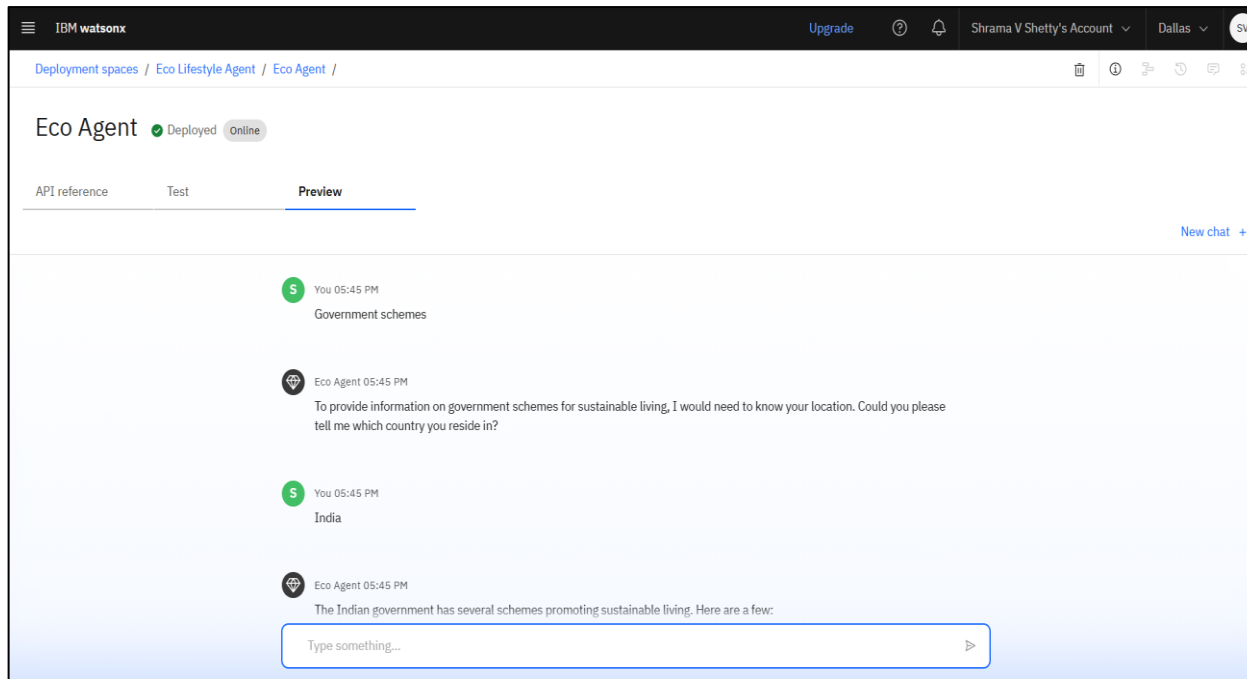 IBM watsonx
Upgrade
Shrama V Shetty's Account
Dallas
SV
Deployment spaces / Eco Lifestyle Agent / Eco Agent /
Eco Agent
Deployed
Online
API reference
Test
Preview
New chat +
S
You 05:45 PM
Government schemes
Eco Agent 05:45 PM
To provide information on government schemes for sustainable living, I would need to know your location. Could you please
tell me which country you reside in?
S
You 05:45 PM
India
Eco Agent 05:45 PM
The Indian government has several schemes promoting sustainable living. Here are a few:
Type something...